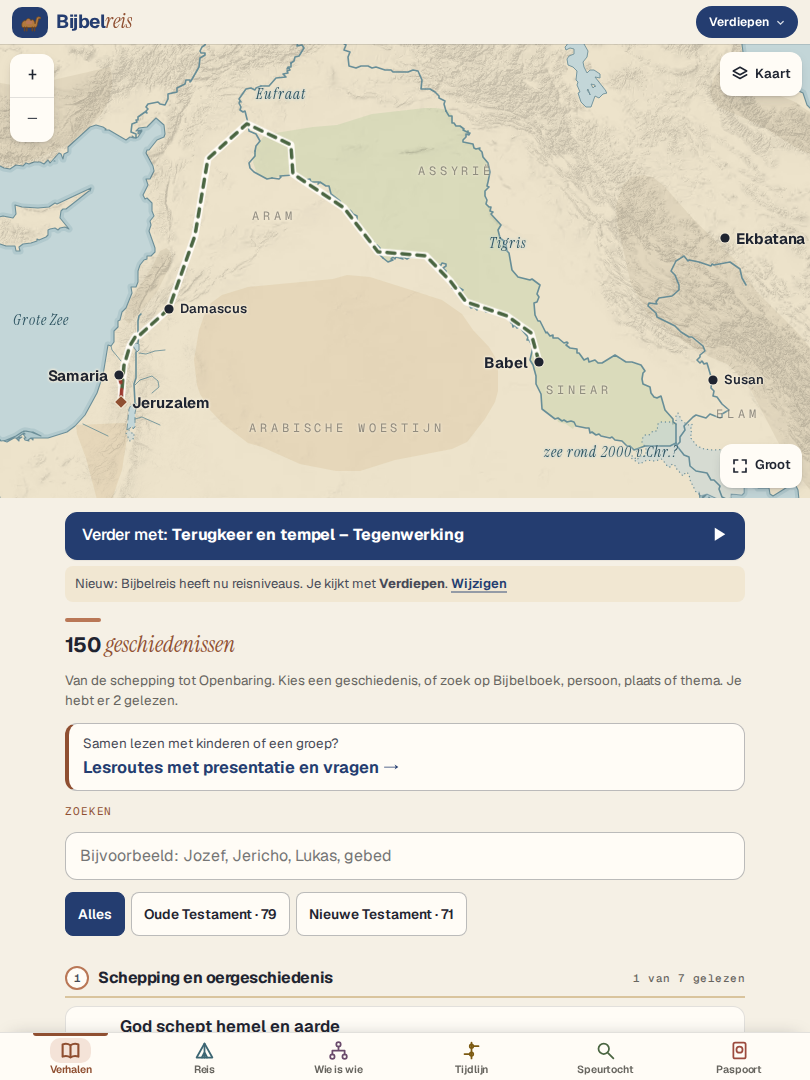 Bijbelreis
Verdiepen
+
Kaart
−
Eufraat
ASSYRIË
ARAM
Ekbatana
Tigris
Damascus
Grote Zee
Babel
Samaria
Susan
SINEAR
Jeruzalem
ELAM
ARABISCHE WOESTIJN
zee rond 2000 v.Chr.?
Groot
Verder met: Terugkeer en tempel – Tegenwerking
Nieuw: Bijbelreis heeft nu reisniveaus. Je kijkt met Verdiepen. Wijzigen
150 geschiedenissen
Van de schepping tot Openbaring. Kies een geschiedenis, of zoek op Bijbelboek, persoon, plaats of thema. Je
hebt er 2 gelezen.
Samen lezen met kinderen of een groep?
Lesroutes met presentatie en vragen →
ZOEKEN
Bijvoorbeeld: Jozef, Jericho, Lukas, gebed
Alles
Oude Testament · 79
Nieuwe Testament · 71
1 Schepping en oergeschiedenis
1 van 7 gelezen
God schept hemel en aarde
Verhalen
Reis
Wie is wie
Tijdlijn
Speurtocht
Paspoort